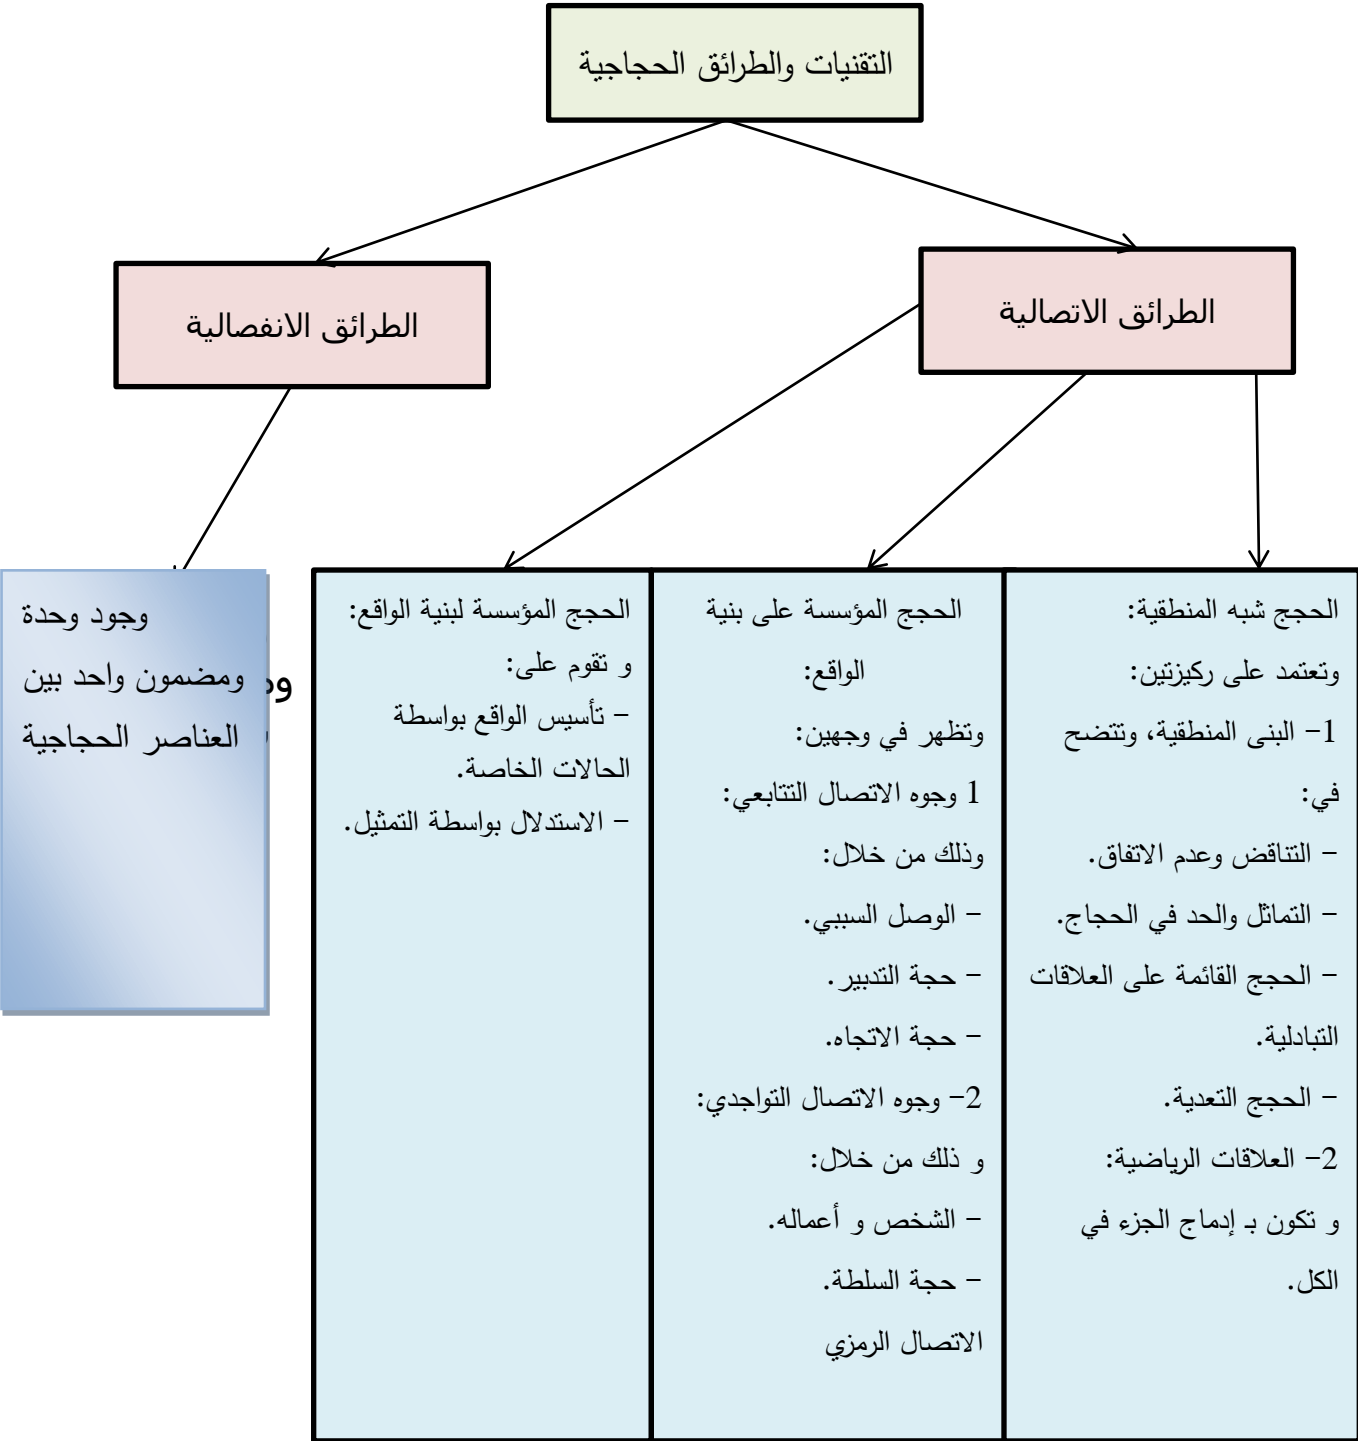 التقنيات والطرائق الحجاجية
الطرائق الاتصالية
الطرائق الانفصالية
الحجج شبه المنطقية:
وتعتمد على ركيزتين:
1- البنى المنطقية، وتتضح
في:
- التناقض وعدم الاتفاق.
- التماثل والحد في الحجاج.
- الحجج القائمة على العلاقات
التبادلية.
- الحجج التعدية.
2- العلاقات الرياضية:
و تكون بـ إدماج الجزء في
الكل.
الحجج المؤسسة على بنية
الواقع:
وتظهر في وجهين:
1 وجوه الاتصال التتابعي:
وذلك من خلال:
- الوصل السببي.
- حجة التدبير.
- حجة الاتجاه.
2- وجوه الاتصال التواجدي:
و ذلك من خلال:
- الشخص و أعماله.
- حجة السلطة.
الاتصال الرمزي
الحجج المؤسسة لبنية الواقع:
و تقوم على:
- تأسيس الواقع بواسطة
الحالات الخاصة.
- الاستدلال بواسطة التمثيل.
وجود وحدة
ومضمون واحد بين
العناصر الحجاجية